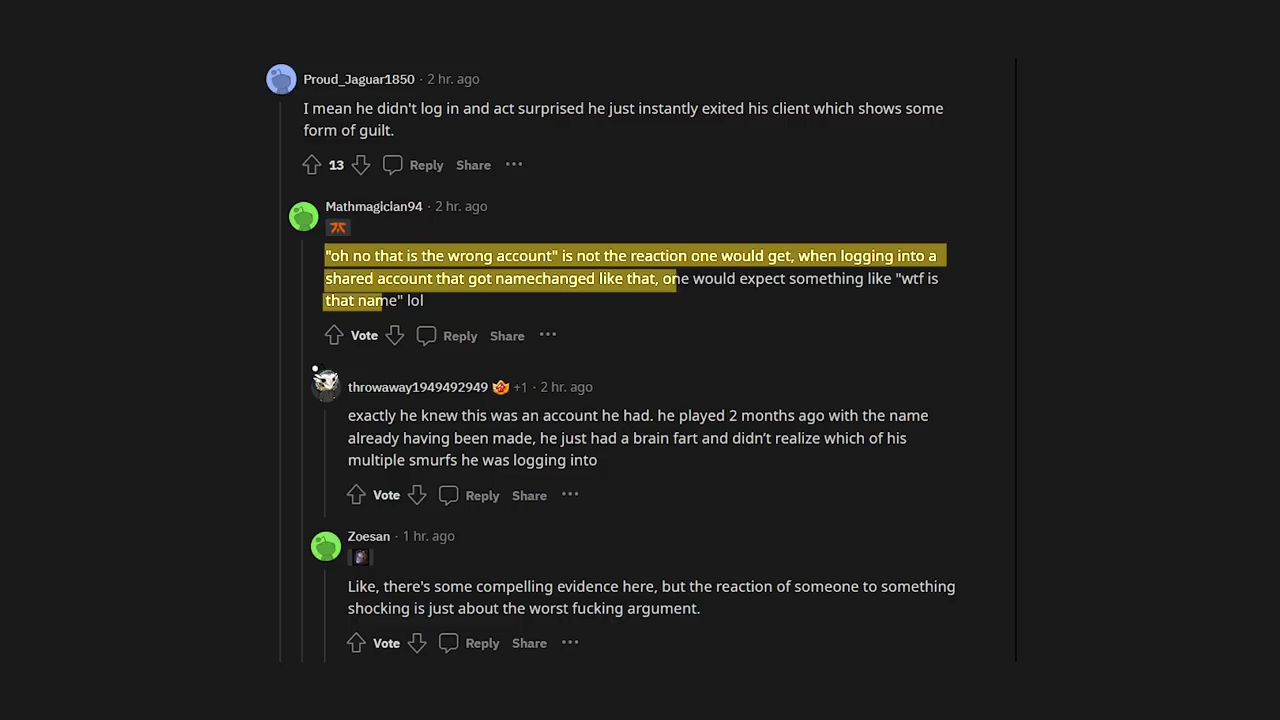 Proud_Jaguar1850 · 2 hr. ago
I mean he didn't log in and act surprised he just instantly exited his client which shows some
form of guilt.
13 Reply Share ···
Mathmagician94 · 2 hr. ago
"oh no that is the wrong account" is not the reaction one would get, when logging into a
shared account that got namechanged like that, one would expect something like "wtf is
that name" lol
Vote Reply Share ···
throwaway1949492949 +1 · 2 hr. ago
exactly he knew this was an account he had. he played 2 months ago with the name
already having been made, he just had a brain fart and didn’t realize which of his
multiple smurfs he was logging into
Vote Reply Share ···
Zoesan · 1 hr. ago
Like, there's some compelling evidence here, but the reaction of someone to something
shocking is just about the worst fucking argument.
Vote Reply Share ···